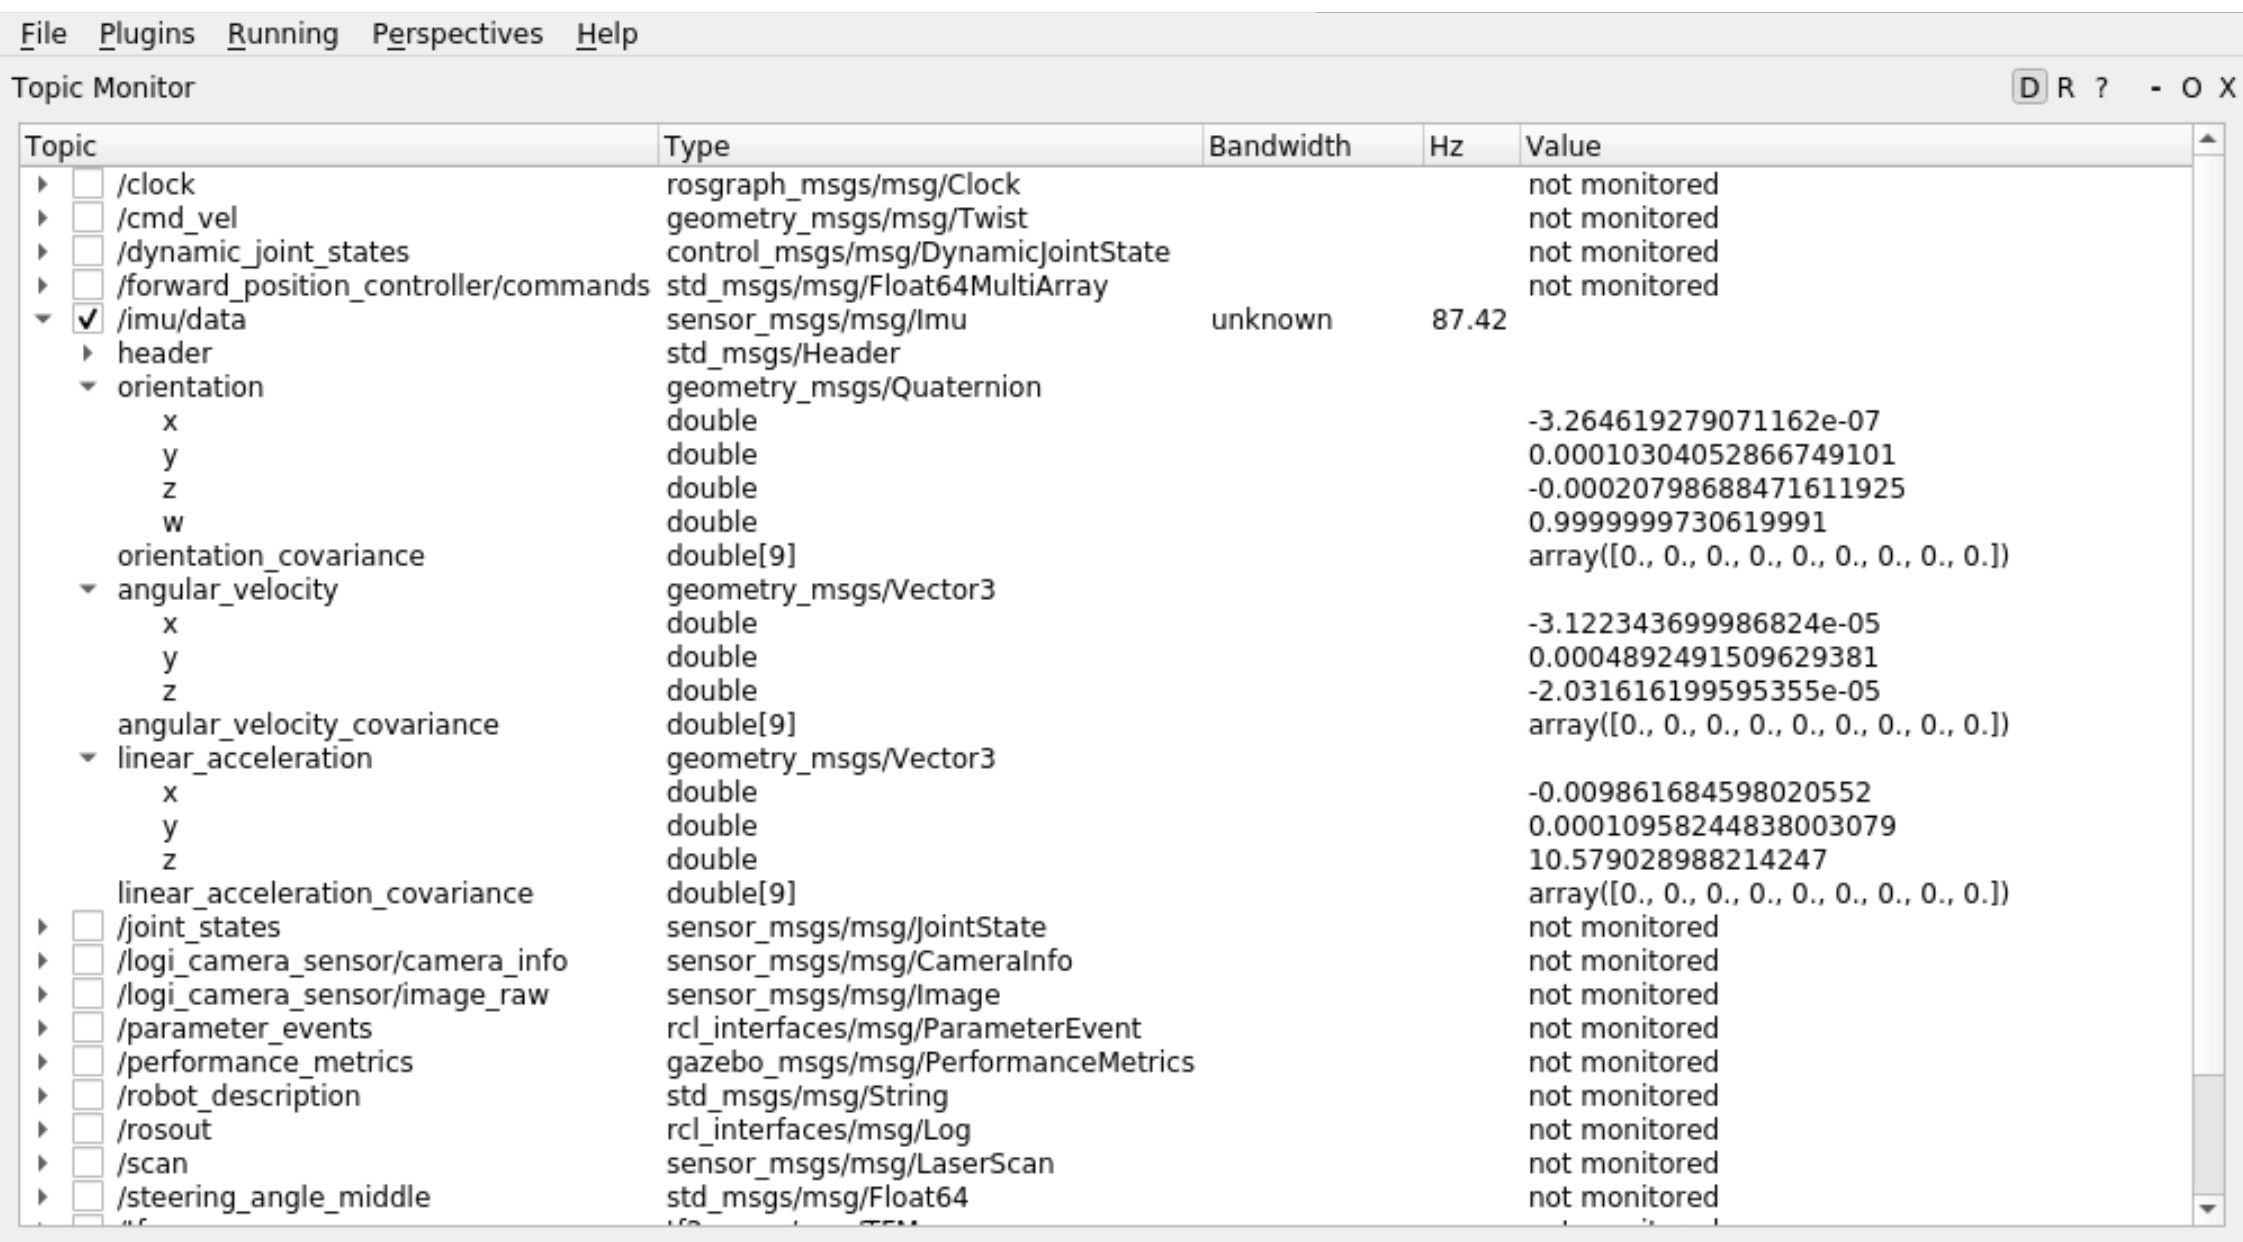 File Plugins Running Perspectives Help
Topic Monitor D R ? - O X
Topic Type Bandwidth Hz Value
/clock rosgraph_msgs/msg/Clock not monitored
/cmd_vel geometry_msgs/msg/Twist not monitored
/dynamic_joint_states control_msgs/msg/DynamicJointState not monitored
/forward_position_controller/commands std_msgs/msg/Float64MultiArray not monitored
/imu/data sensor_msgs/msg/Imu unknown 87.42
header std_msgs/Header
orientation geometry_msgs/Quaternion
x double -3.264619279071162e-07
y double 0.00010304052866749101
z double -0.00020798688471611925
w double 0.9999999730619991
orientation_covariance double[9] array([0., 0., 0., 0., 0., 0., 0., 0., 0.])
angular_velocity geometry_msgs/Vector3
x double -3.122343699986824e-05
y double 0.0004892491509629381
z double -2.031616199595355e-05
angular_velocity_covariance double[9] array([0., 0., 0., 0., 0., 0., 0., 0., 0.])
linear_acceleration geometry_msgs/Vector3
x double -0.009861684598020552
y double 0.00010958244838003079
z double 10.579028988214247
linear_acceleration_covariance double[9] array([0., 0., 0., 0., 0., 0., 0., 0., 0.])
/joint_states sensor_msgs/msg/JointState not monitored
/logi_camera_sensor/camera_info sensor_msgs/msg/CameraInfo not monitored
/logi_camera_sensor/image_raw sensor_msgs/msg/Image not monitored
/parameter_events rcl_interfaces/msg/ParameterEvent not monitored
/performance_metrics gazebo_msgs/msg/PerformanceMetrics not monitored
/robot_description std_msgs/msg/String not monitored
/rosout rcl_interfaces/msg/Log not monitored
/scan sensor_msgs/msg/LaserScan not monitored
/steering_angle_middle std_msgs/msg/Float64 not monitored